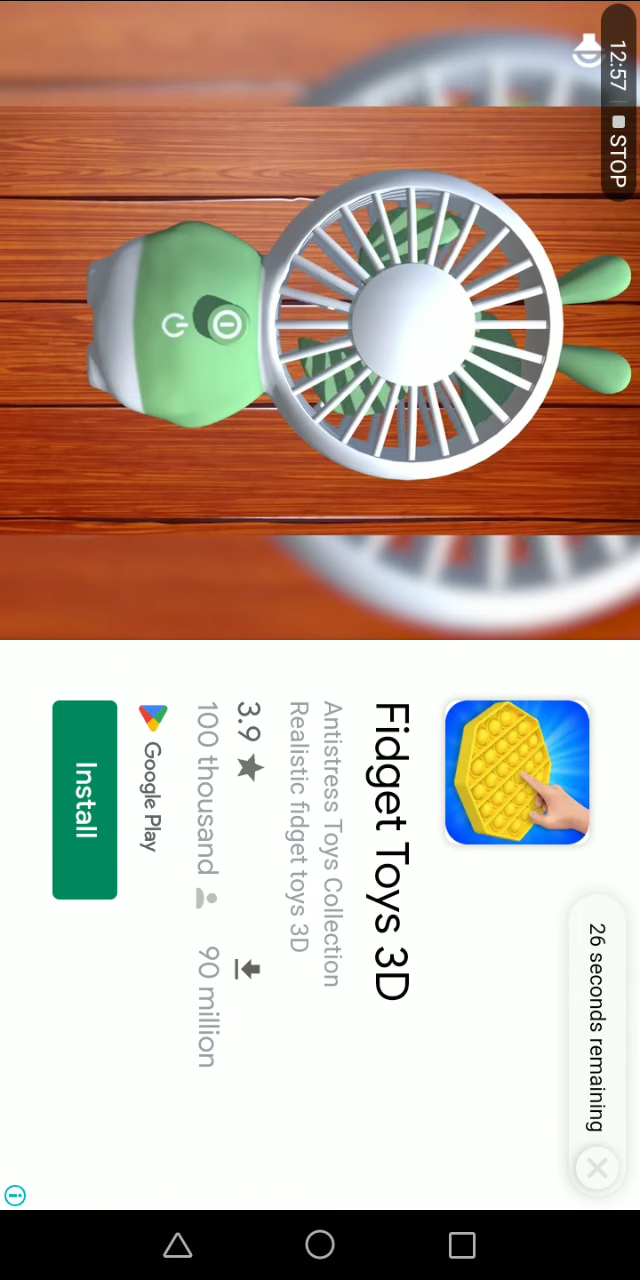 12:57 STOP
26 seconds remaining
Fidget Toys 3D
Antistress Toys Collection
Realistic fidget toys 3D
3.9
100 thousand
90 million
Google Play
Install